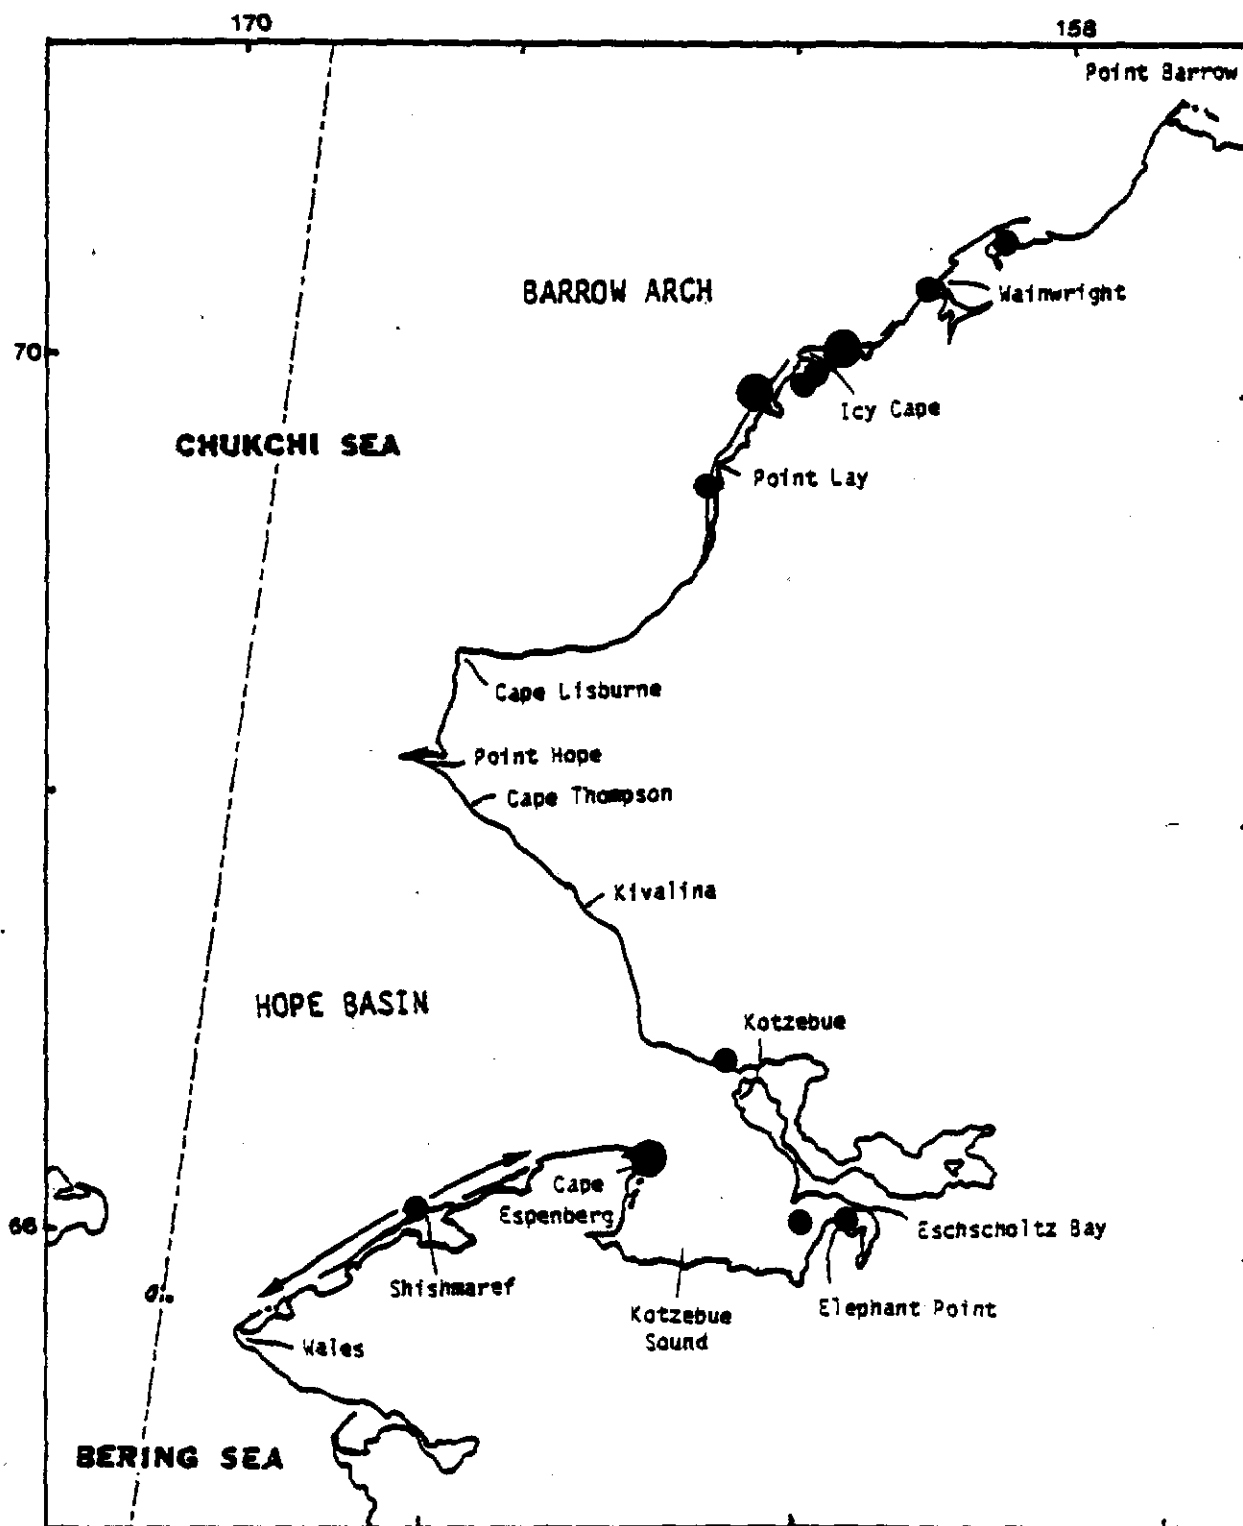 170
158
Point Barrow
BARROW ARCH
Wainwright
70
Icy Cape
CHUKCHI SEA
Point Lay
Cape Lisburne
Point Hope
Cape Thompson
Kivalina
HOPE BASIN
Kotzebue
Cape
Espenberg
66
Eschscholtz Bay
Shishmaref
Elephant Point
Kotzebue
Sound
Wales
BERING SEA